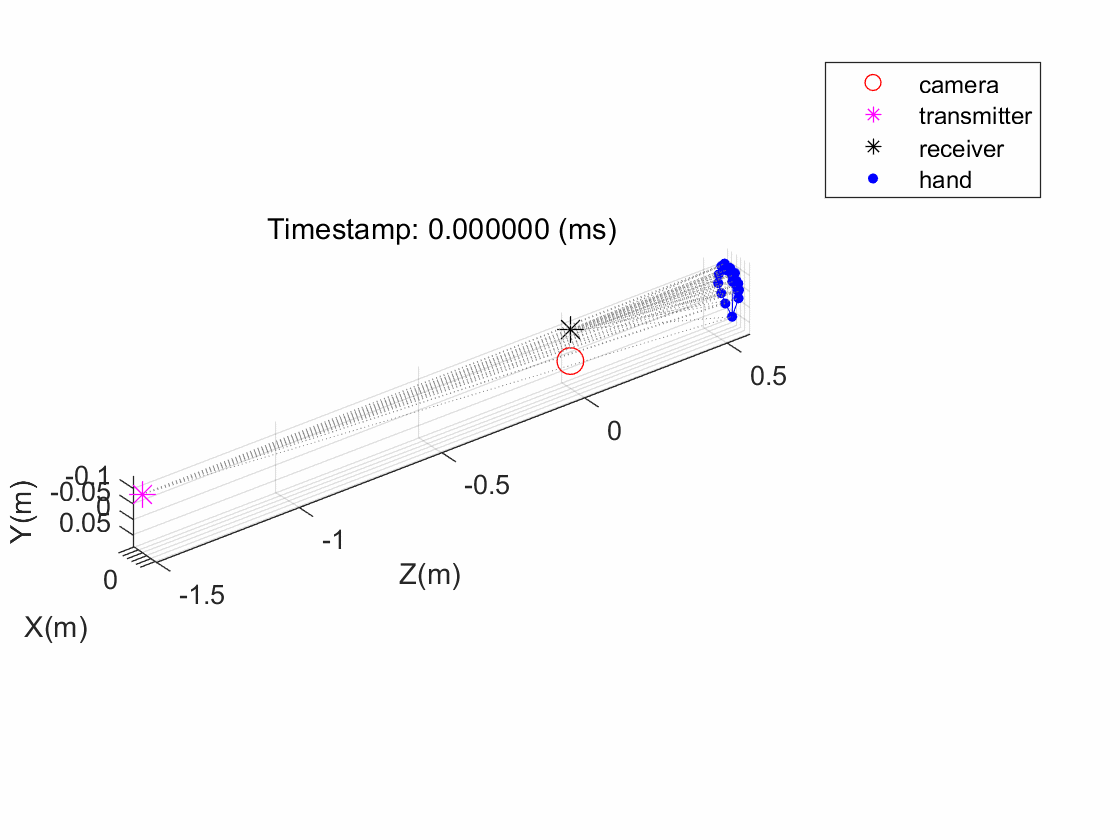 camera
transmitter
receiver
hand
Timestamp: 0.000000 (ms)
0.5
0
-0.5
-1
-1.5
Z(m)
-0.1
-0.05
0
0.05
Y(m)
0
X(m)